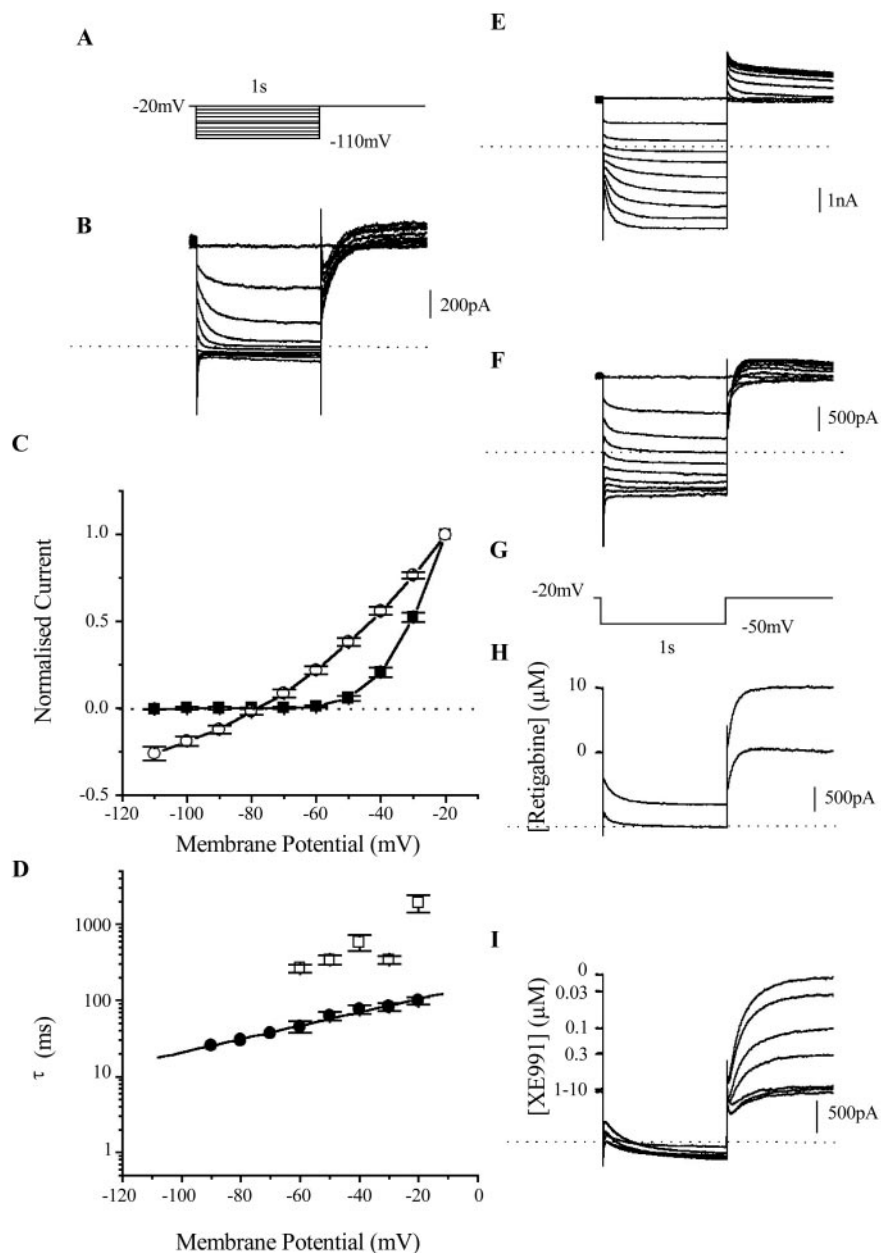 A
1s
-20mV
-110mV
B
200pA
C
Normalised Current
1.0
0.5
0.0
-0.5
-120 -100 -80 -60 -40 -20
Membrane Potential (mV)
D
τ (ms)
1000
100
10
1
-120 -100 -80 -60 -40 -20 0
Membrane Potential (mV)
E
1nA
F
500pA
G
-20mV
-50mV
1s
H
[Retigabine] (µM)
10
0
500pA
I
[XE991] (µM)
0
0.03
0.1
0.3
1-10
500pA